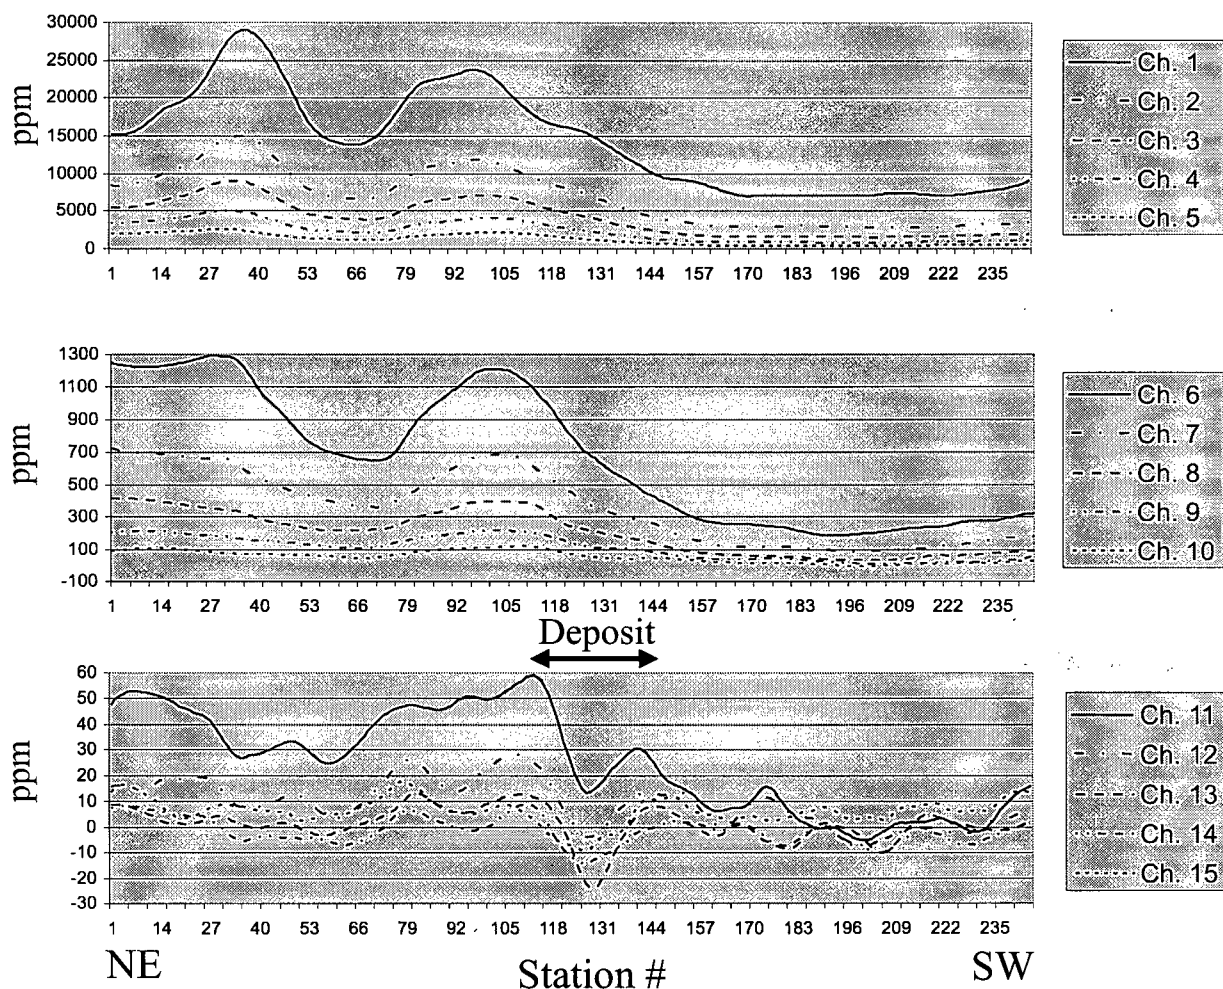 30000
25000
20000
15000
10000
5000
0
ppm
1 14 27 40 53 66 79 92 105 118 131 144 157 170 183 196 209 222 235
Ch. 1
Ch. 2
Ch. 3
Ch. 4
Ch. 5
1300
1100
900
700
500
300
100
-100
ppm
1 14 27 40 53 66 79 92 105 118 131 144 157 170 183 196 209 222 235
Ch. 6
Ch. 7
Ch. 8
Ch. 9
Ch. 10
Deposit
60
50
40
30
20
10
0
-10
-20
-30
ppm
1 14 27 40 53 66 79 92 105 118 131 144 157 170 183 196 209 222 235
Ch. 11
Ch. 12
Ch. 13
Ch. 14
Ch. 15
NE Station # SW